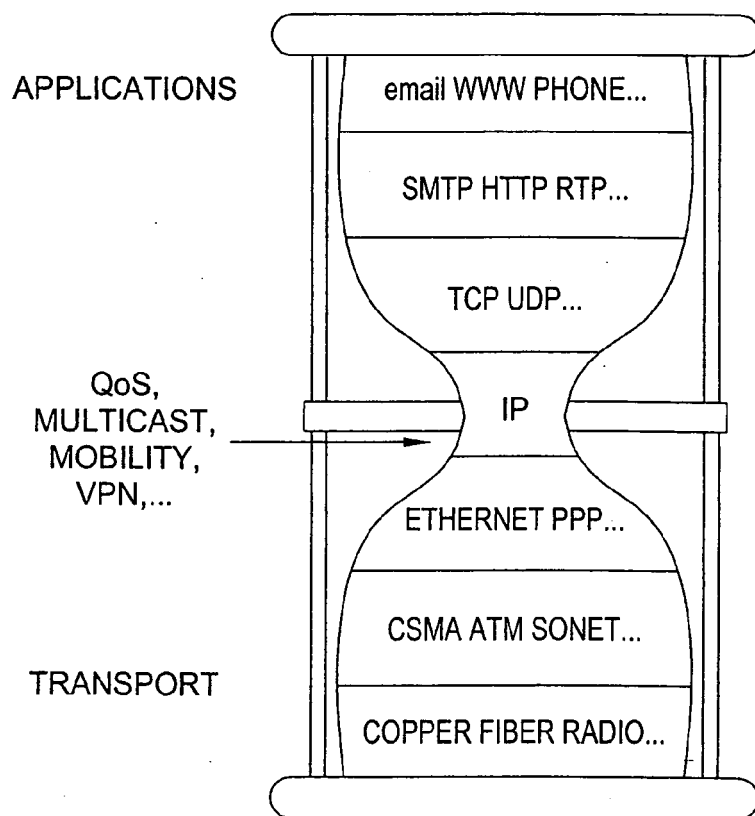 APPLICATIONS
email WWW PHONE...
SMTP HTTP RTP...
TCP UDP...
QoS,
MULTICAST,
MOBILITY,
VPN,...
IP
ETHERNET PPP...
CSMA ATM SONET...
TRANSPORT
COPPER FIBER RADIO...